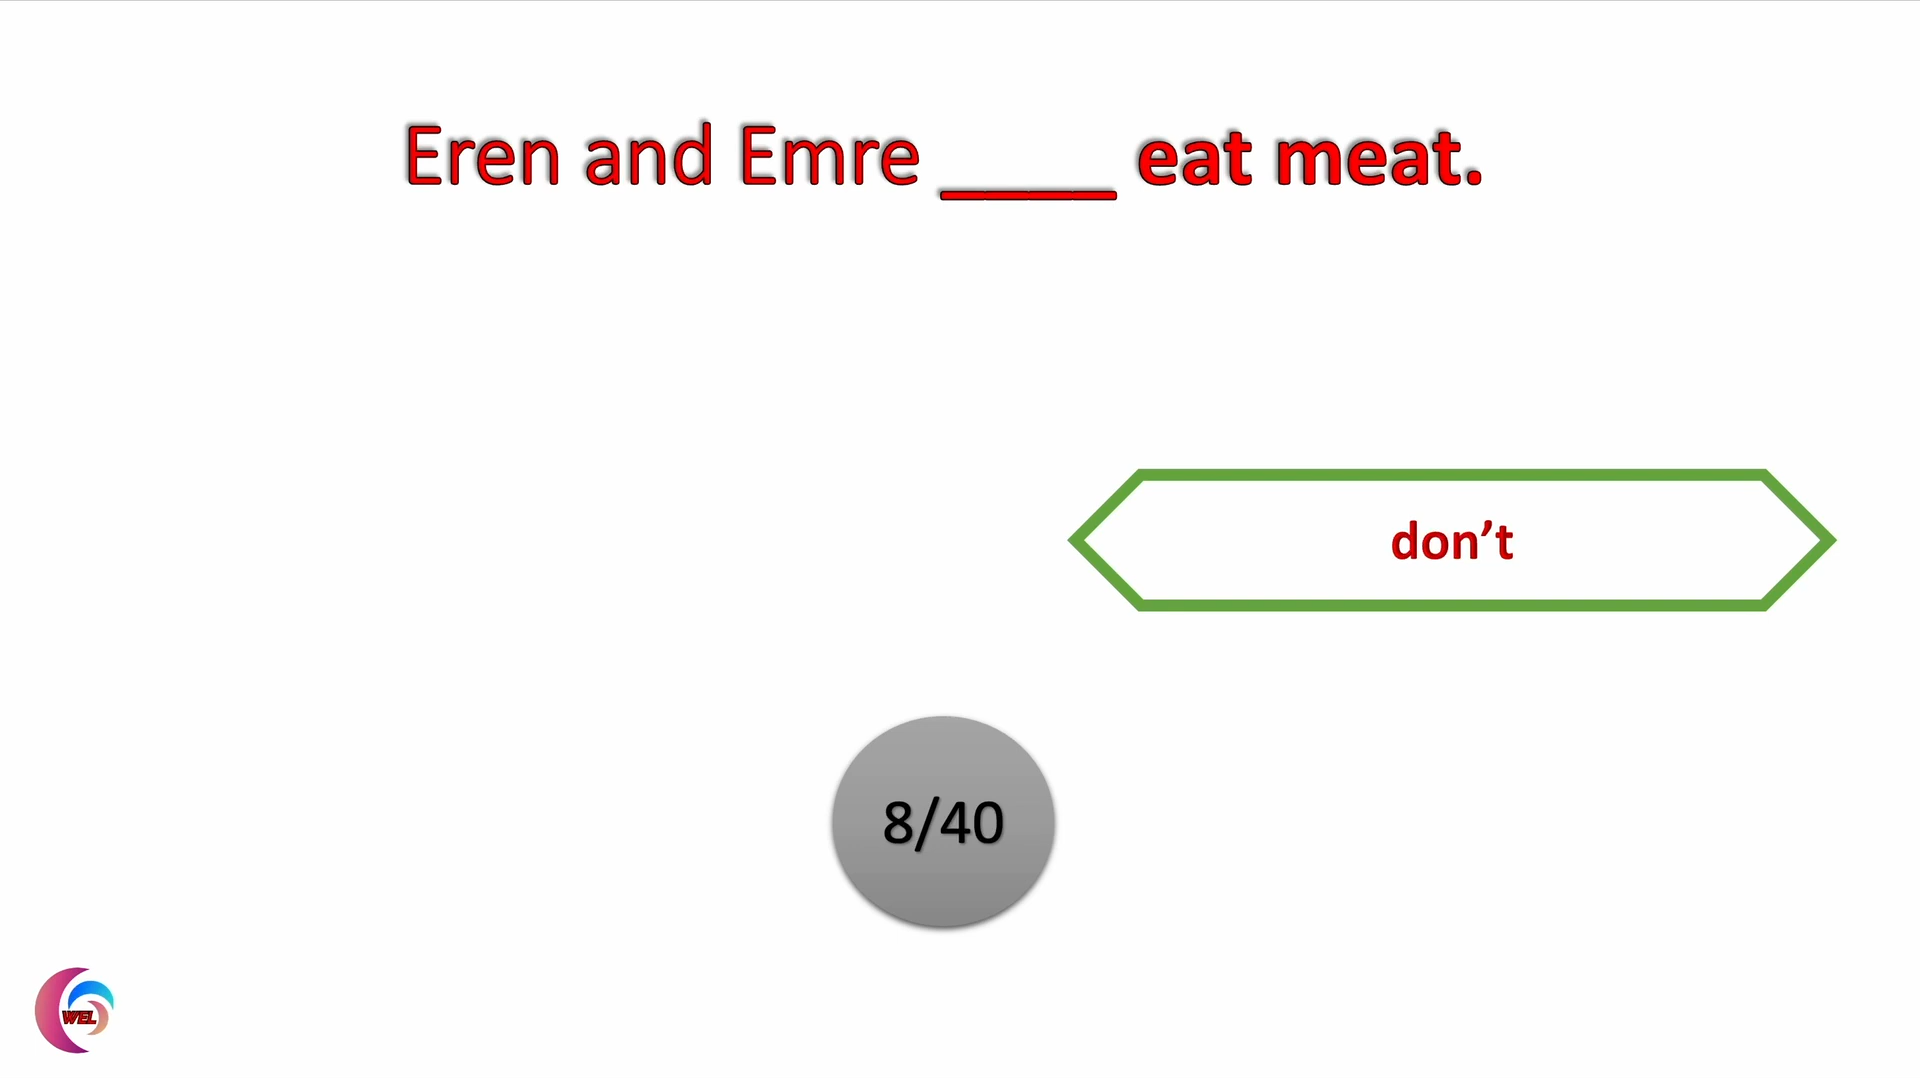 Eren and Emre ____ eat meat.
don’t
8/40
WEL